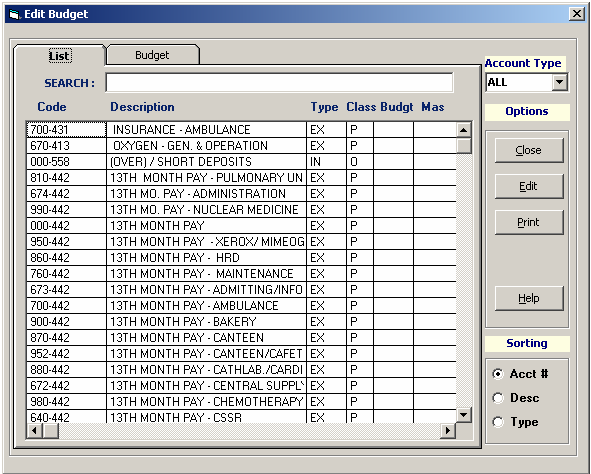 Edit Budget
List Budget
Account Type
SEARCH :
ALL
Code Description Type Class Budgt Mas
Options
700-431 INSURANCE - AMBULANCE EX P
670-413 OXYGEN - GEN. & OPERATION EX P
Close
000-558 (OVER) / SHORT DEPOSITS IN O
810-442 13TH  MONTH PAY - PULMONARY UN EX P
Edit
674-442 13TH MO. PAY - ADMINISTRATION EX P
990-442 13TH MO. PAY - NUCLEAR MEDICINE EX P
Print
000-442 13TH MONTH PAY EX P
950-442 13TH MONTH PAY  - XEROX/ MIMEOG EX P
860-442 13TH MONTH PAY -  HRD EX P
760-442 13TH MONTH PAY -  MAINTENANCE EX P
673-442 13TH MONTH PAY - ADMITTING/INFO EX P
Help
700-442 13TH MONTH PAY - AMBULANCE EX P
900-442 13TH MONTH PAY - BAKERY EX P
870-442 13TH MONTH PAY - CANTEEN EX P
Sorting
952-442 13TH MONTH PAY - CANTEEN/CAFET EX P
880-442 13TH MONTH PAY - CATHLAB./CARDI EX P
Acct #
672-442 13TH MONTH PAY - CENTRAL SUPPLY EX P
Desc
980-442 13TH MONTH PAY - CHEMOTHERAPY EX P
640-442 13TH MONTH PAY - CSSR EX P
Type